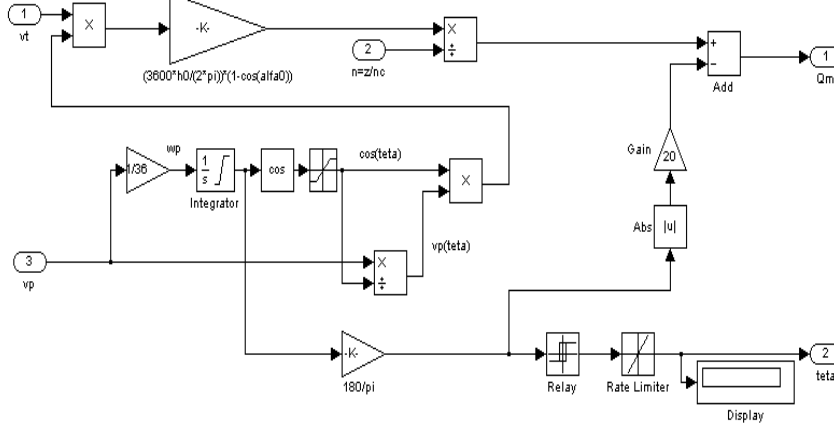 1
vt
X
-K-
(3600*h0/(2*pi))*(1-cos(alfa0))
2
n=z/nc
X
÷
+
−
Add
1
Qm
1/36
wp
1
s
Integrator
cos
cos(teta)
X
Gain
20
Abs
|u|
3
vp
X
÷
vp(teta)
-K-
180/pi
Relay
Rate Limiter
2
teta
Display